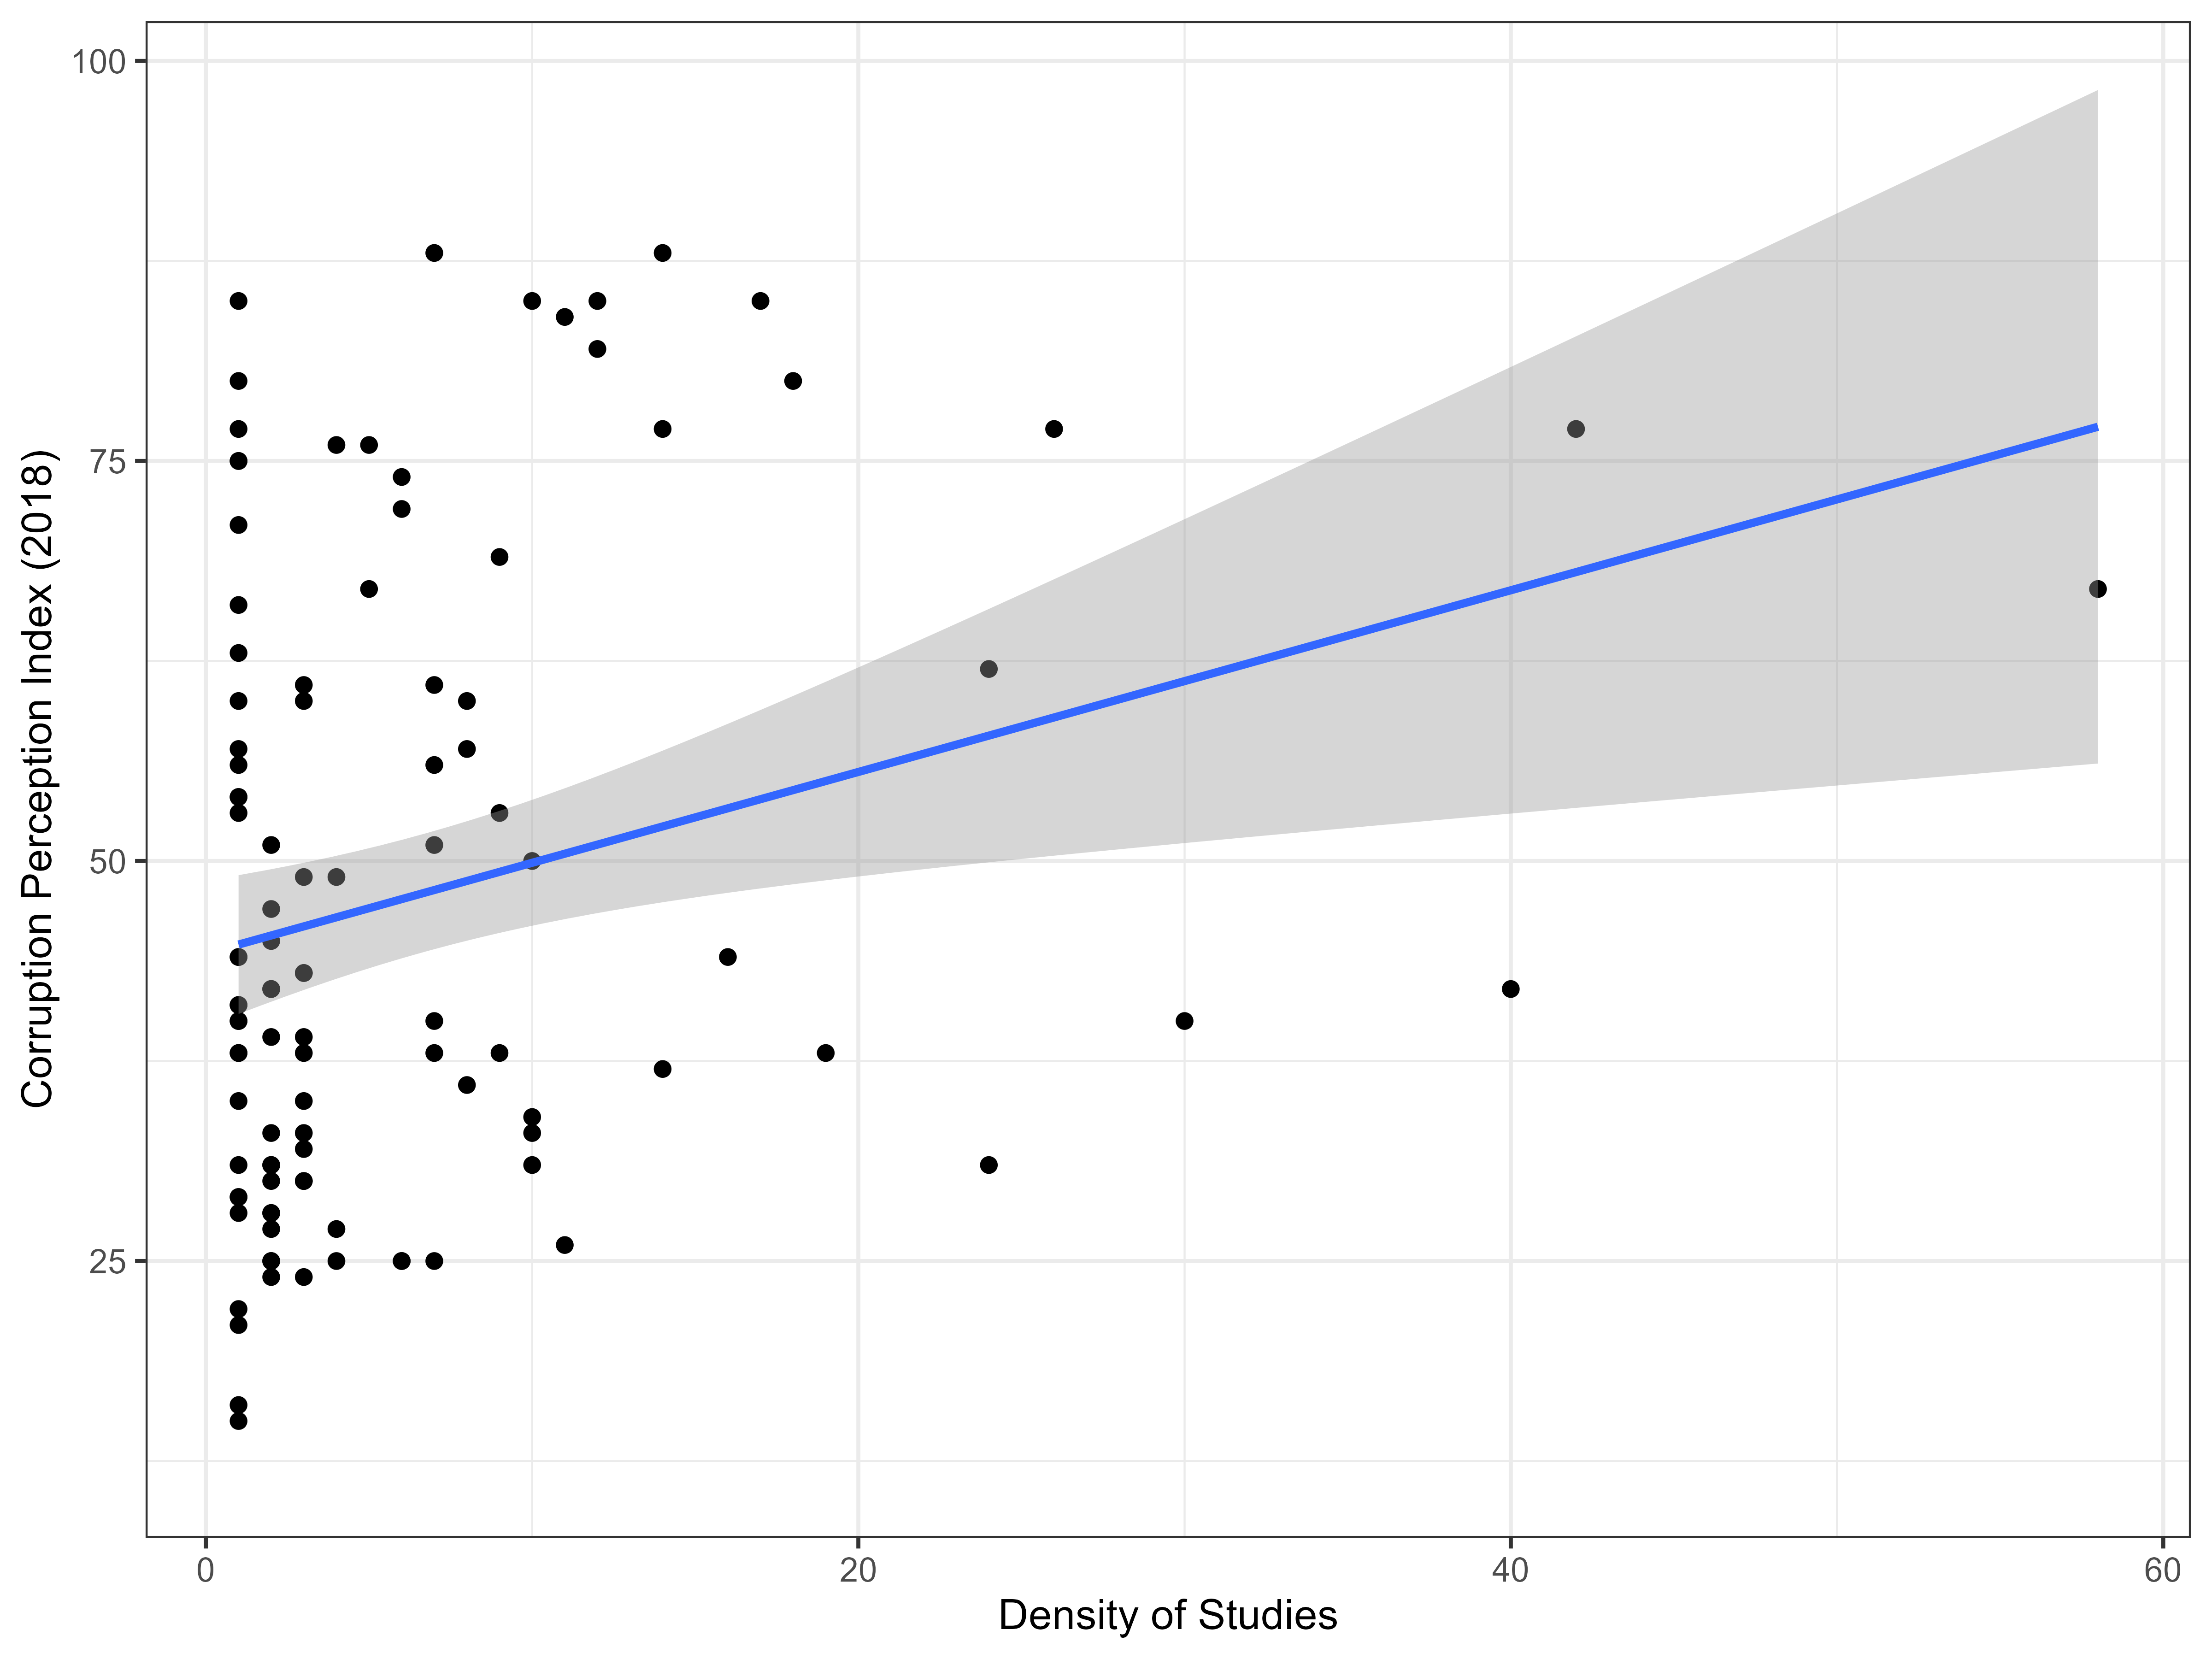 100
75
50
25
Corruption Perception Index (2018)
0 20 40 60
Density of Studies